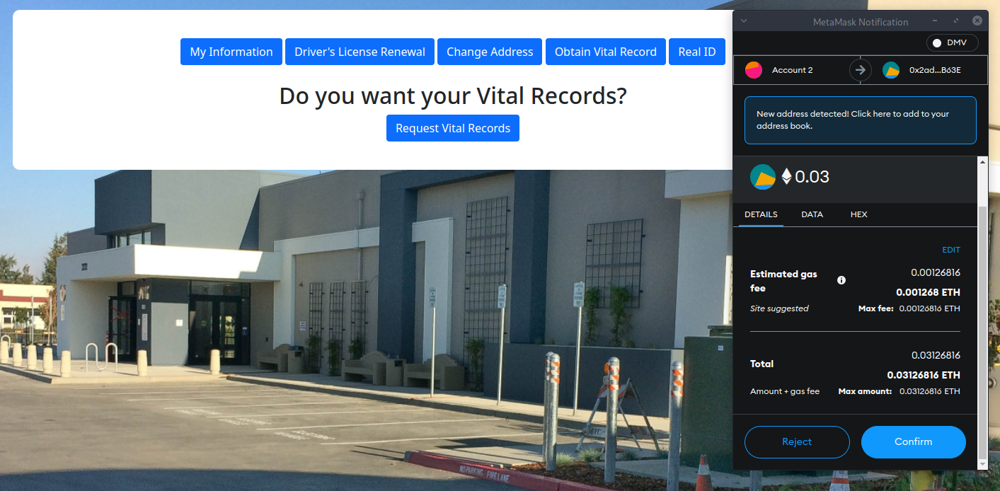 My Information
Driver's License Renewal
Change Address
Obtain Vital Record
Real ID
Do you want your Vital Records?
Request Vital Records
MetaMask Notification
DMV
Account 2
0x2ad...B63E
New address detected! Click here to add to your
address book.
0.03
DETAILS
DATA
HEX
EDIT
Estimated gas
fee
0.00126816
0.001268 ETH
Site suggested
Max fee: 0.00126816 ETH
Total
0.03126816
0.03126816 ETH
Amount + gas fee
Max amount: 0.03126816 ETH
Reject
Confirm
NO PARKING FIRE LANE